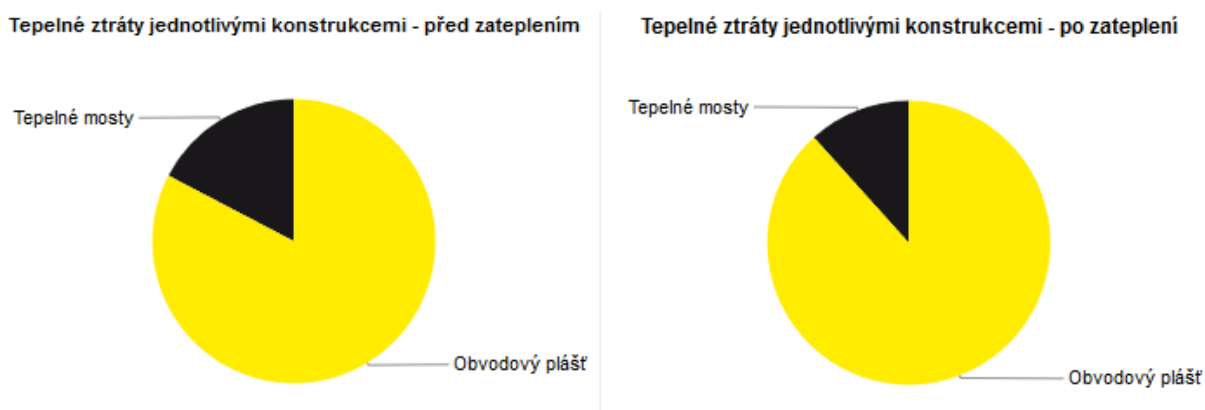 Tepelné ztráty jednotlivými konstrukcemi - před zateplením
Tepelné mosty
Obvodový plášť
Tepelné ztráty jednotlivými konstrukcemi - po zateplení
Tepelné mosty
Obvodový plášť